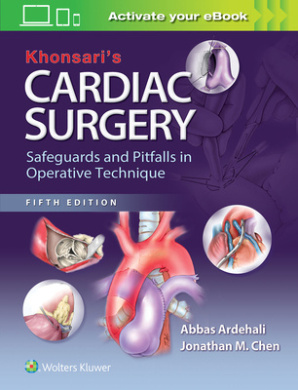 Activate your eBook
Khonsari's
CARDIAC
SURGERY
Safeguards and Pitfalls in
Operative Technique
FIFTH EDITION
Abbas Ardehali
Jonathan M. Chen
Wolters Kluwer